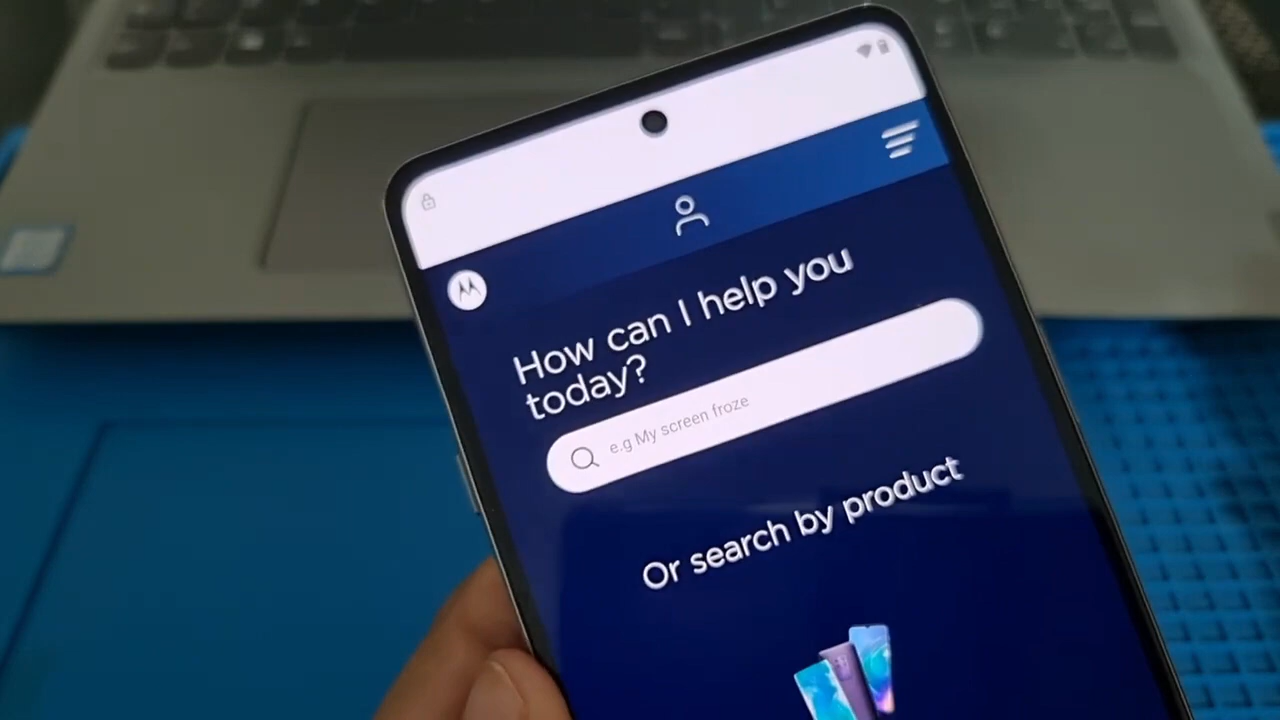 How can I help you
today?
e.g My screen froze
Or search by product